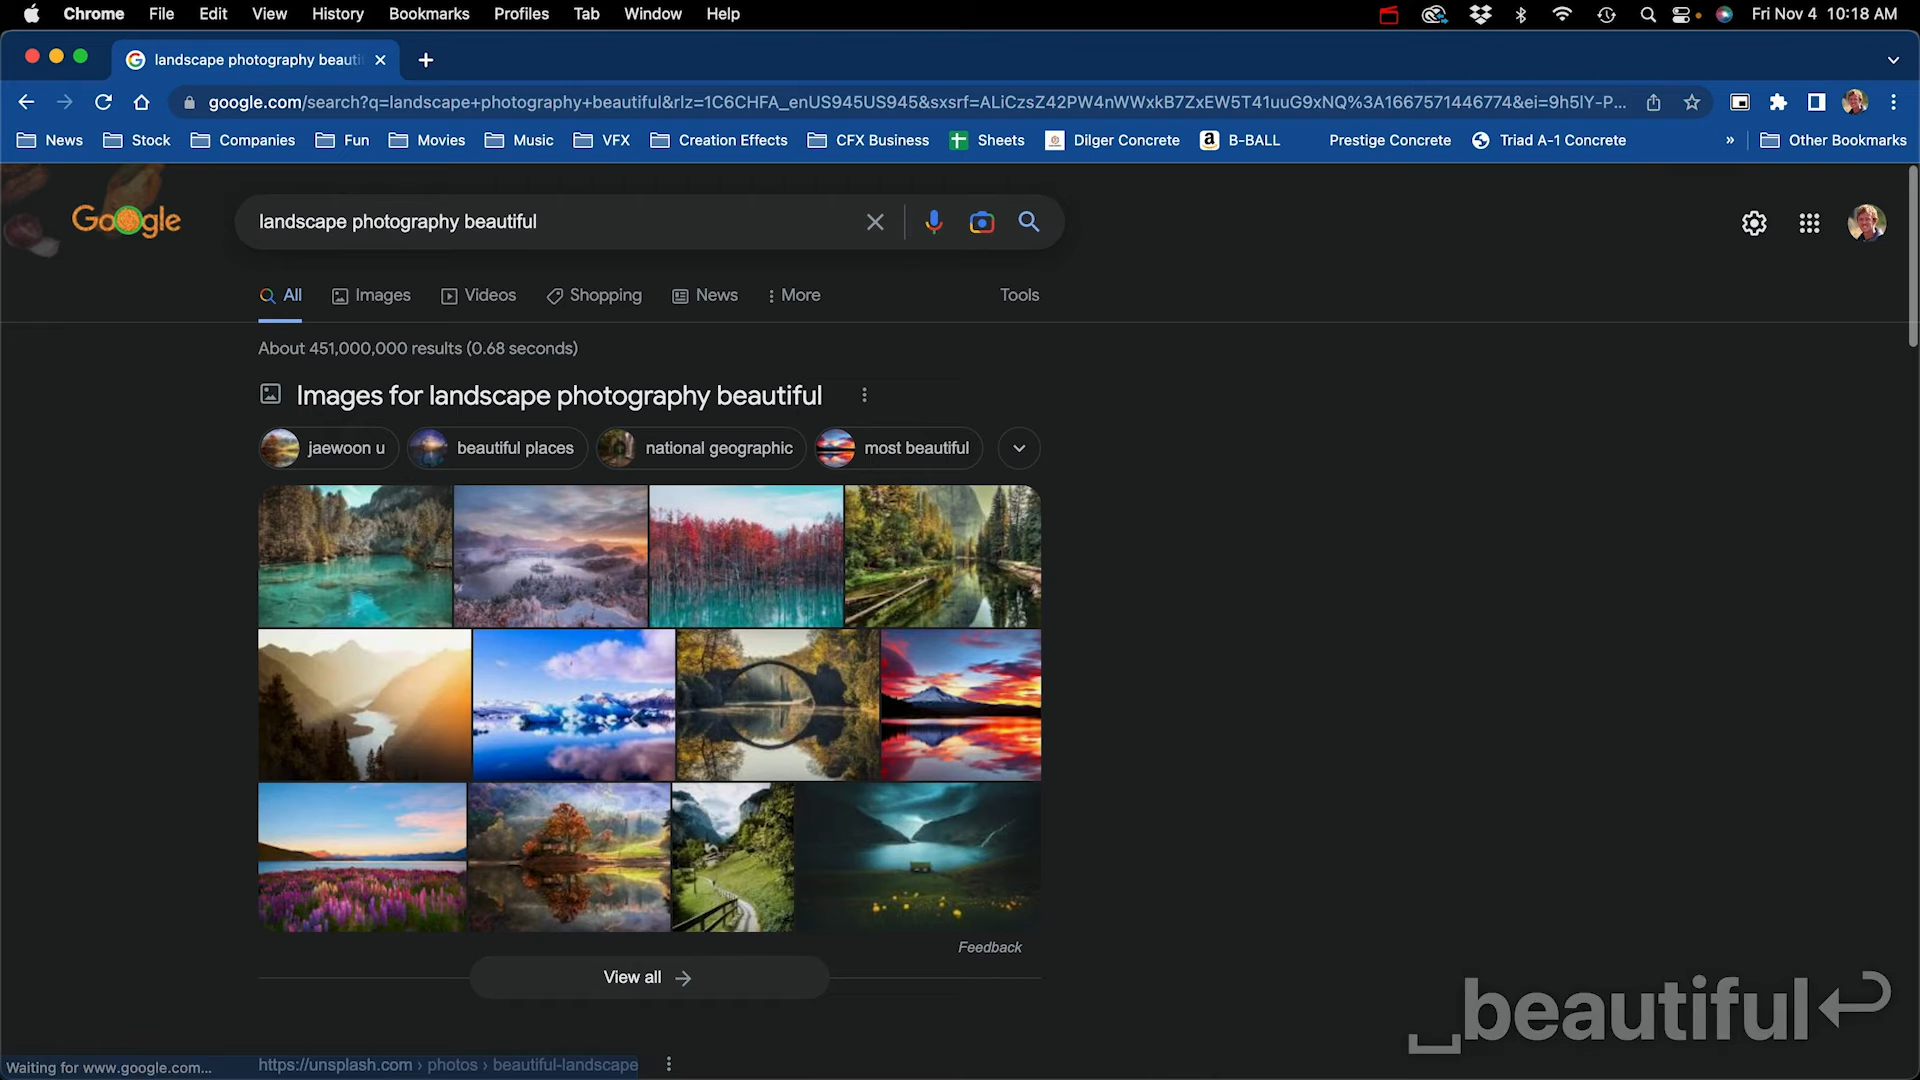 Chrome File Edit View History Bookmarks Profiles Tab Window Help Fri Nov 4 10:18 AM
landscape photography beauti
google.com/search?q=landscape+photography+beautiful&rlz=1C6CHFA_enUS945US945&sxsrf=ALiCzsZ42PW4nWWxkB7ZxEW5T41uuG9xNQ%3A1667571446774&ei=9h5lY-P...
News Stock Companies Fun Movies Music VFX Creation Effects CFX Business Sheets Dilger Concrete B-BALL Prestige Concrete Triad A-1 Concrete » Other Bookmarks
Google landscape photography beautiful
All Images Videos Shopping News More Tools
About 451,000,000 results (0.68 seconds)
Images for landscape photography beautiful
jaewoon u beautiful places national geographic most beautiful
Feedback
View all
␣beautiful↩
https://unsplash.com › photos › beautiful-landscape
Waiting for www.google.com...